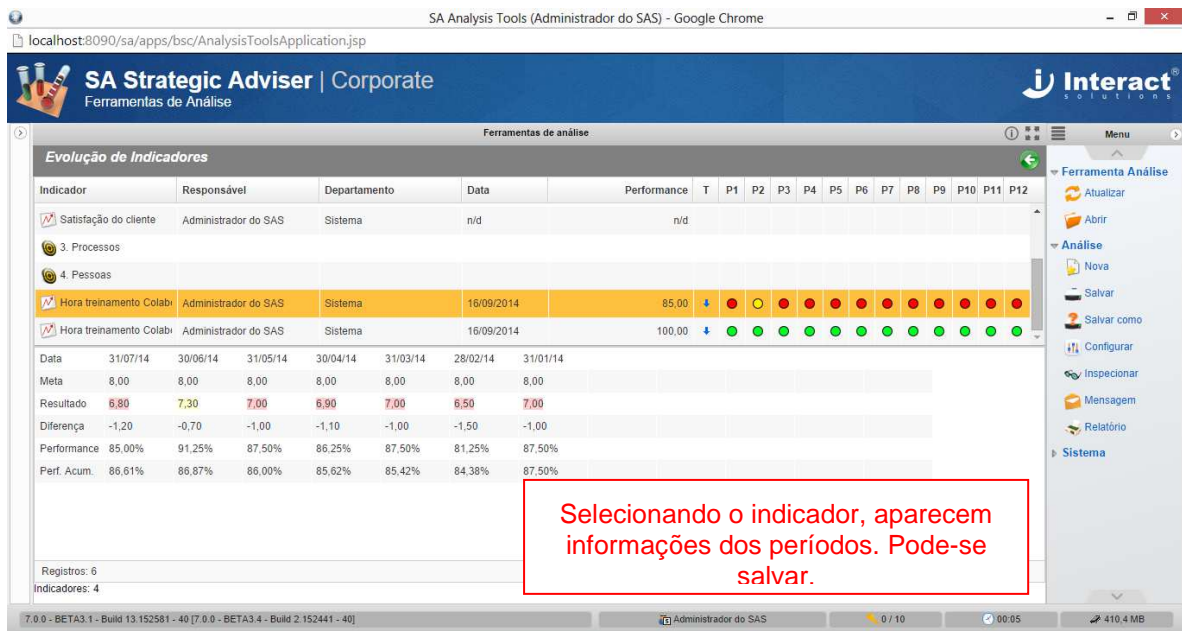 SA Analysis Tools (Administrador do SAS) - Google Chrome
localhost:8090/sa/apps/bsc/AnalysisToolsApplication.jsp
SA Strategic Adviser | Corporate
Ferramentas de Análise
Interact®
solutions
Ferramentas de análise
Menu
Evolução de Indicadores
Indicador Responsável Departamento Data Performance T P1 P2 P3 P4 P5 P6 P7 P8 P9 P10 P11 P12
Satisfação do cliente Administrador do SAS Sistema n/d n/d
3. Processos
4. Pessoas
Hora treinamento Colab Administrador do SAS Sistema 16/09/2014 85,00
Hora treinamento Colab Administrador do SAS Sistema 16/09/2014 100,00
Data 31/07/14 30/06/14 31/05/14 30/04/14 31/03/14 28/02/14 31/01/14
Meta 8,00 8,00 8,00 8,00 8,00 8,00 8,00
Resultado 6,80 7,30 7,00 6,90 7,00 6,50 7,00
Diferença -1,20 -0,70 -1,00 -1,10 -1,00 -1,50 -1,00
Performance 85,00% 91,25% 87,50% 86,25% 87,50% 81,25% 87,50%
Perf. Acum. 86,61% 86,87% 86,00% 85,62% 85,42% 84,38% 87,50%
Registros: 6
Indicadores: 4
Selecionando o indicador, aparecem
informações dos períodos. Pode-se
salvar.
Ferramenta Análise
Atualizar
Abrir
Análise
Nova
Salvar
Salvar como
Configurar
Inspecionar
Mensagem
Relatório
Sistema
7.0.0 - BETA3.1 - Build 13.152581 - 40 [7.0.0 - BETA3.4 - Build 2.152441 - 40]
Administrador do SAS
0 / 10
00:05
410,4 MB